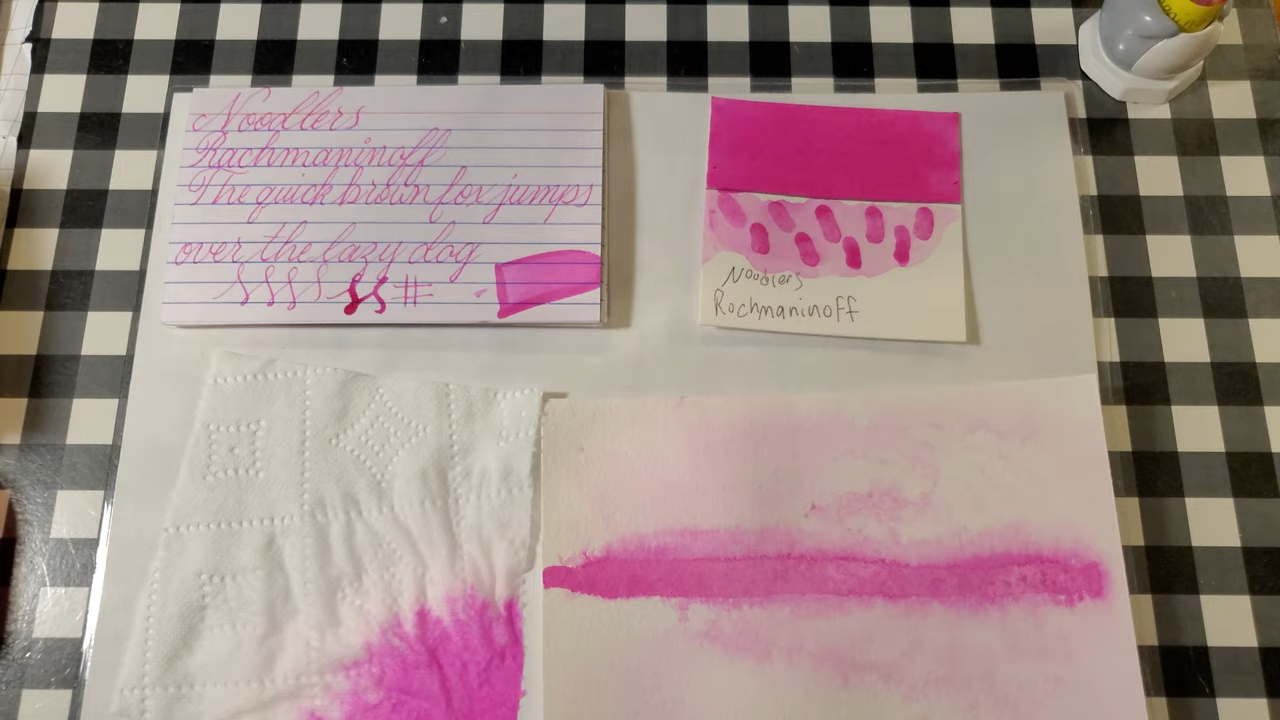 Noodlers
Rachmaninoff
The quick brown fox jumps
over the lazy dog
Noodlers
Rachmaninoff